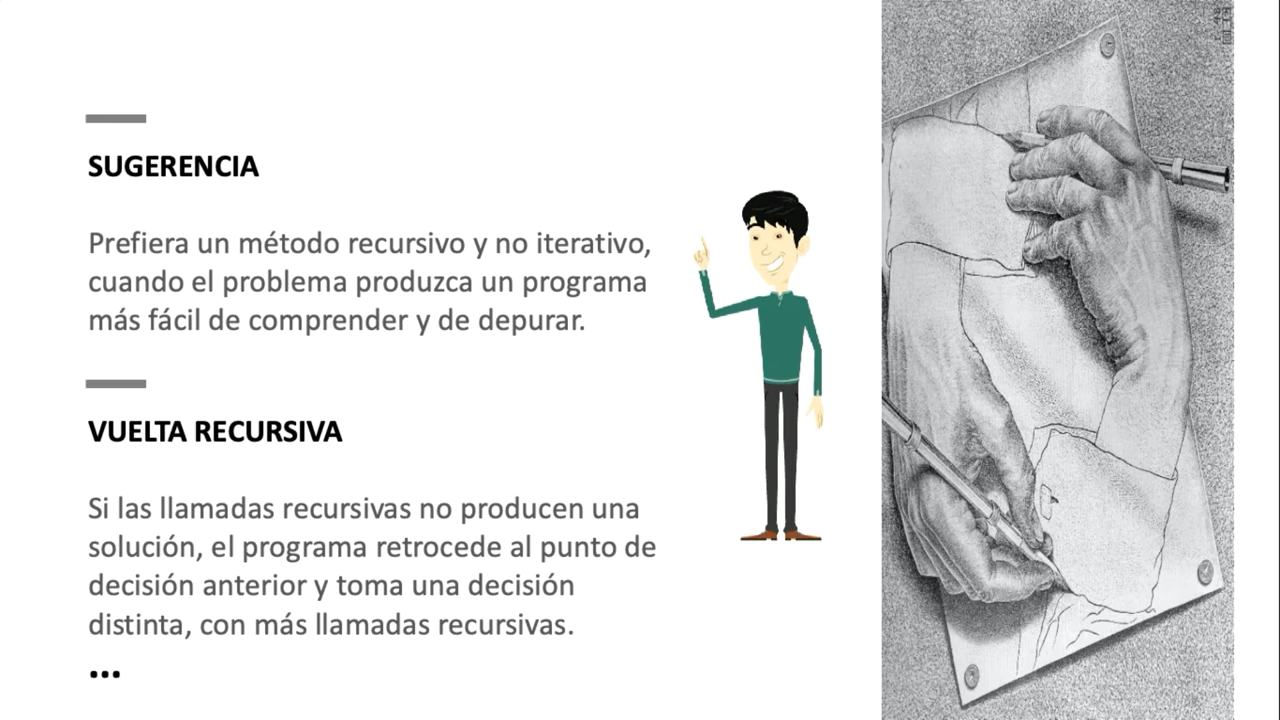 SUGERENCIA
Prefiera un método recursivo y no iterativo,
cuando el problema produzca un programa
más fácil de comprender y de depurar.
VUELTA RECURSIVA
Si las llamadas recursivas no producen una
solución, el programa retrocede al punto de
decisión anterior y toma una decisión
distinta, con más llamadas recursivas.
...